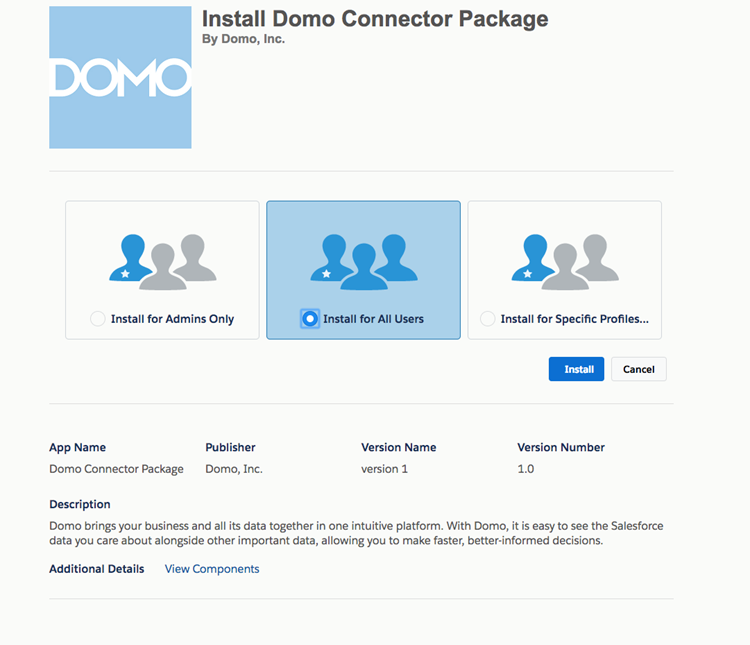 Install Domo Connector Package
By Domo, Inc.
DOMO
Install for Admins Only
Install for All Users
Install for Specific Profiles...
Install
Cancel
App Name
Publisher
Version Name
Version Number
Domo Connector Package
Domo, Inc.
version 1
1.0
Description
Domo brings your business and all its data together in one intuitive platform. With Domo, it is easy to see the Salesforce
data you care about alongside other important data, allowing you to make faster, better-informed decisions.
Additional Details
View Components